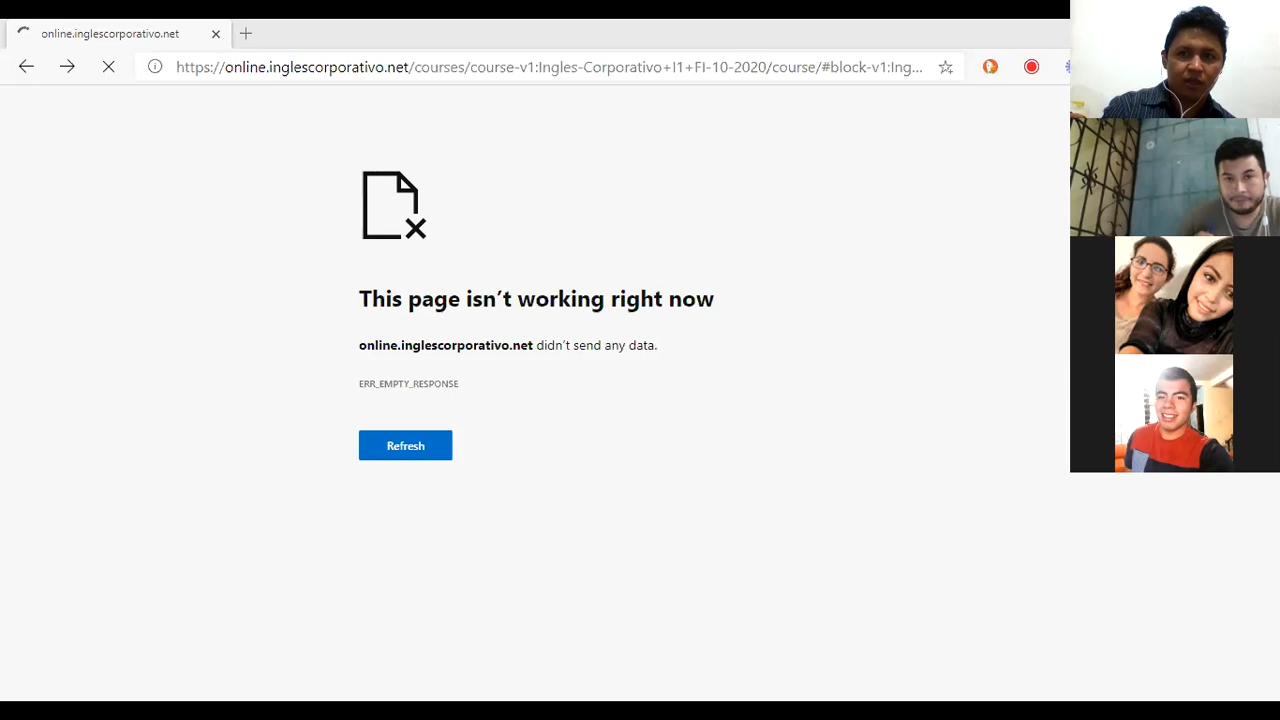 online.inglescorporativo.net
https://online.inglescorporativo.net/courses/course-v1:Ingles-Corporativo+I1+FI-10-2020/course/#block-v1:Ing...
This page isn’t working right now
online.inglescorporativo.net didn’t send any data.
ERR_EMPTY_RESPONSE
Refresh